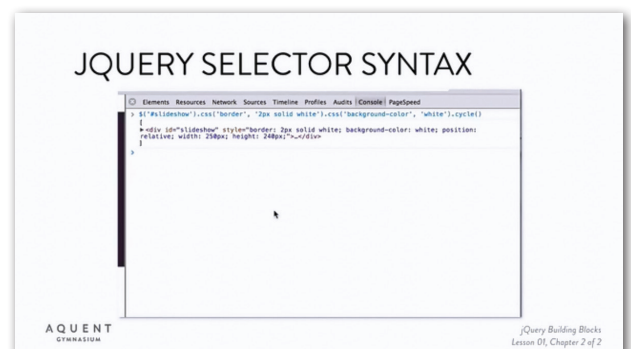 JQUERY SELECTOR SYNTAX
Elements Resources Network Sources Timeline Profiles Audits Console PageSpeed
> $('#slideshow').css('border', '2px solid white').css('background-color', 'white').cycle()
[
▶<div id="slideshow" style="border: 2px solid white; background-color: white; position:
relative; width: 250px; height: 240px;">…</div>
]
>
AQUENT
GYMNASIUM
jQuery Building Blocks
Lesson 01, Chapter 2 of 2